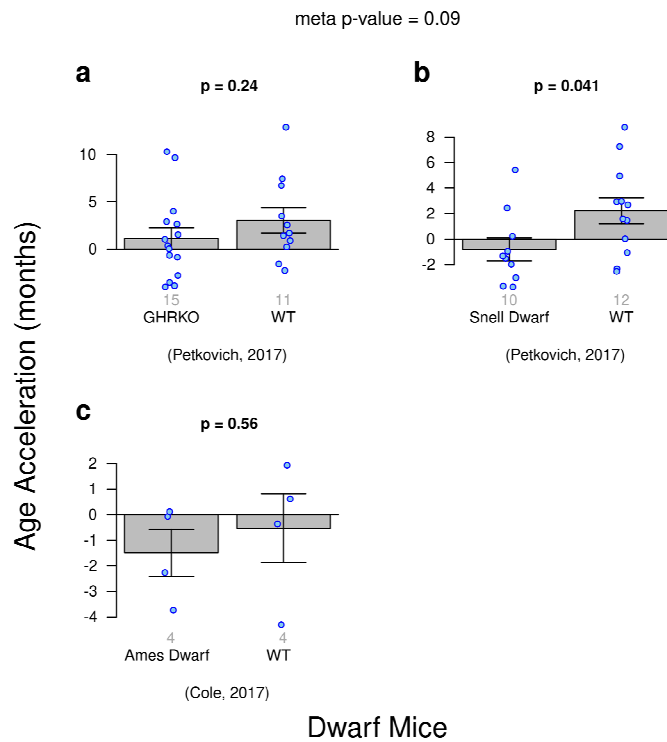 meta p-value = 0.09
a
p = 0.24
10
5
0
15
11
GHRKO
WT
(Petkovich, 2017)
b
p = 0.041
8
6
4
2
0
-2
10
12
Snell Dwarf
WT
(Petkovich, 2017)
c
p = 0.56
2
1
0
-1
-2
-3
-4
4
4
Ames Dwarf
WT
(Cole, 2017)
Age Acceleration (months)
Dwarf Mice